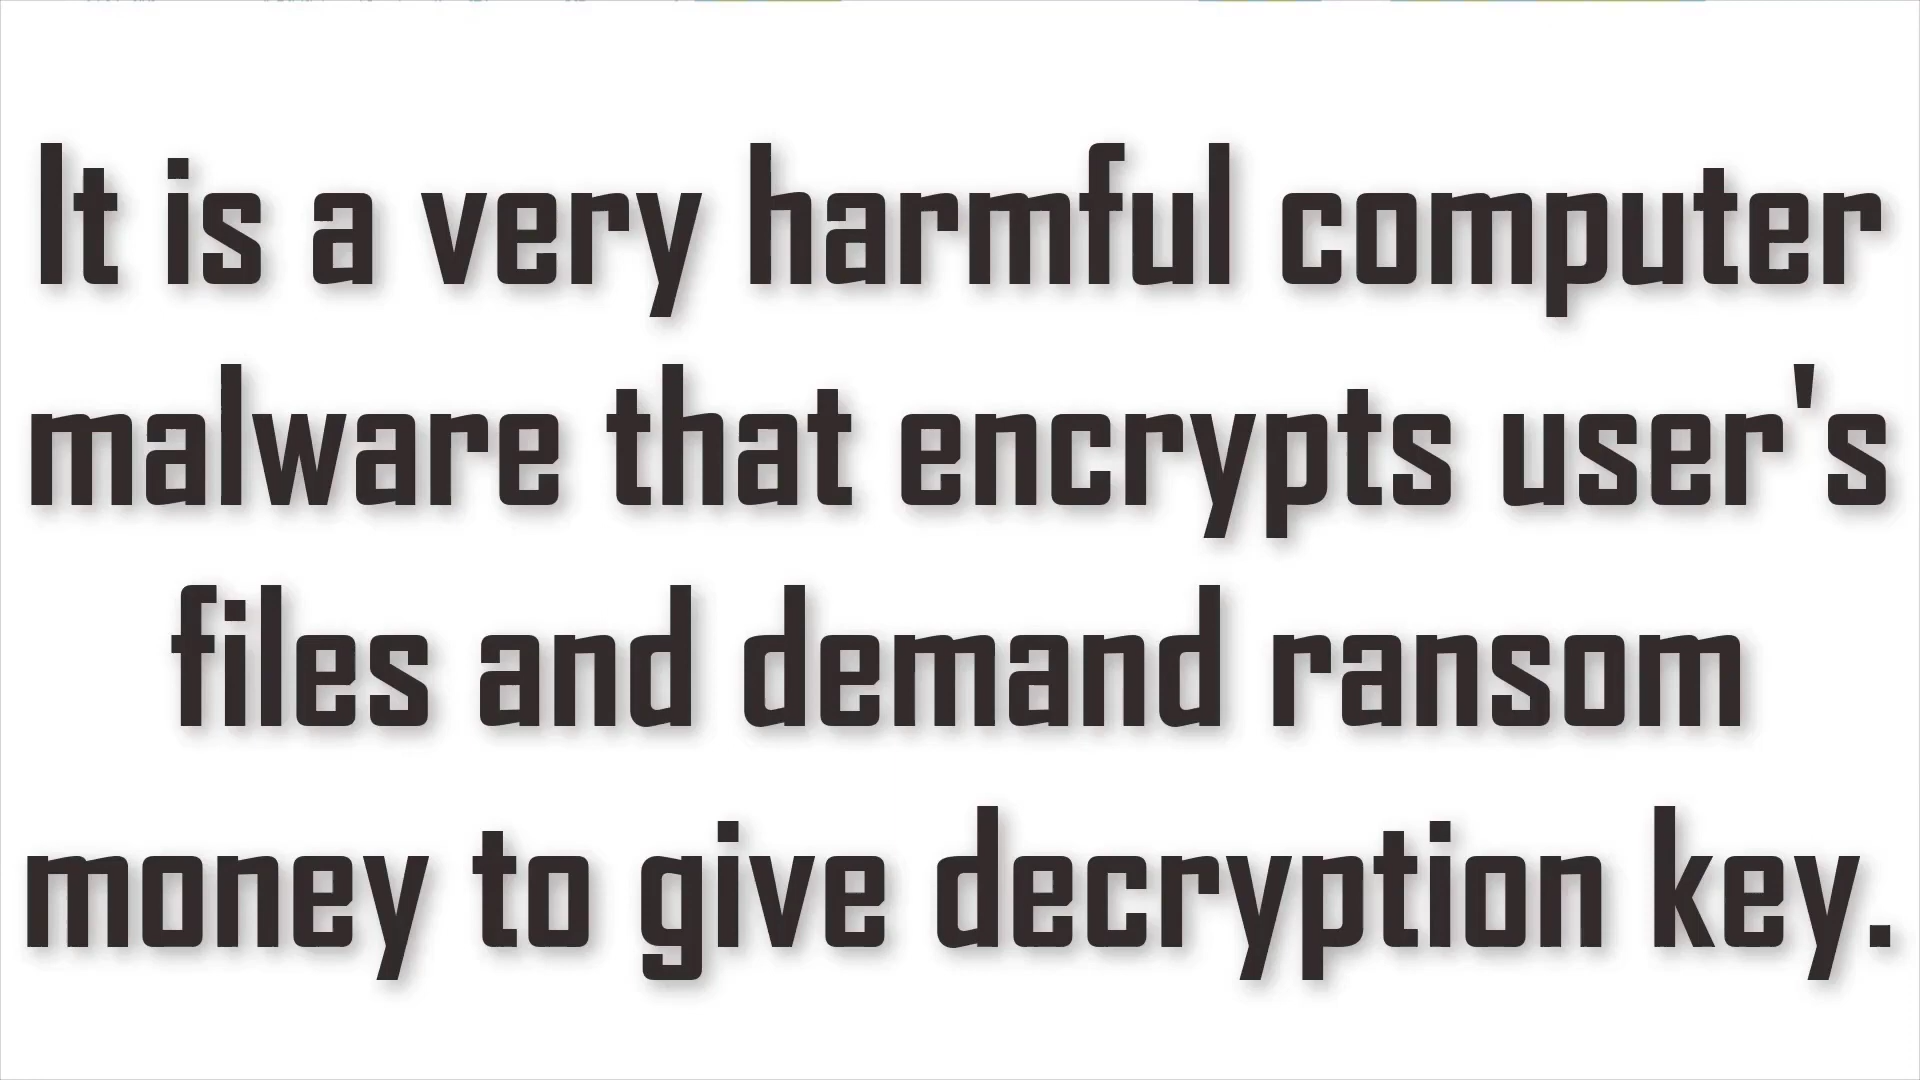 It is a very harmful computer
malware that encrypts user's
files and demand ransom
money to give decryption key.